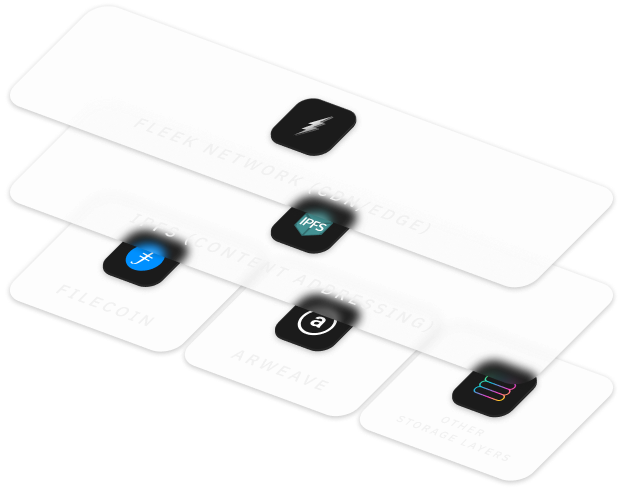 FLEEK NETWORK (CDN/EDGE)
IPFS
IPFS (CONTENT ADDRESSING)
FILECOIN
a
ARWEAVE
OTHER
STORAGE LAYERS